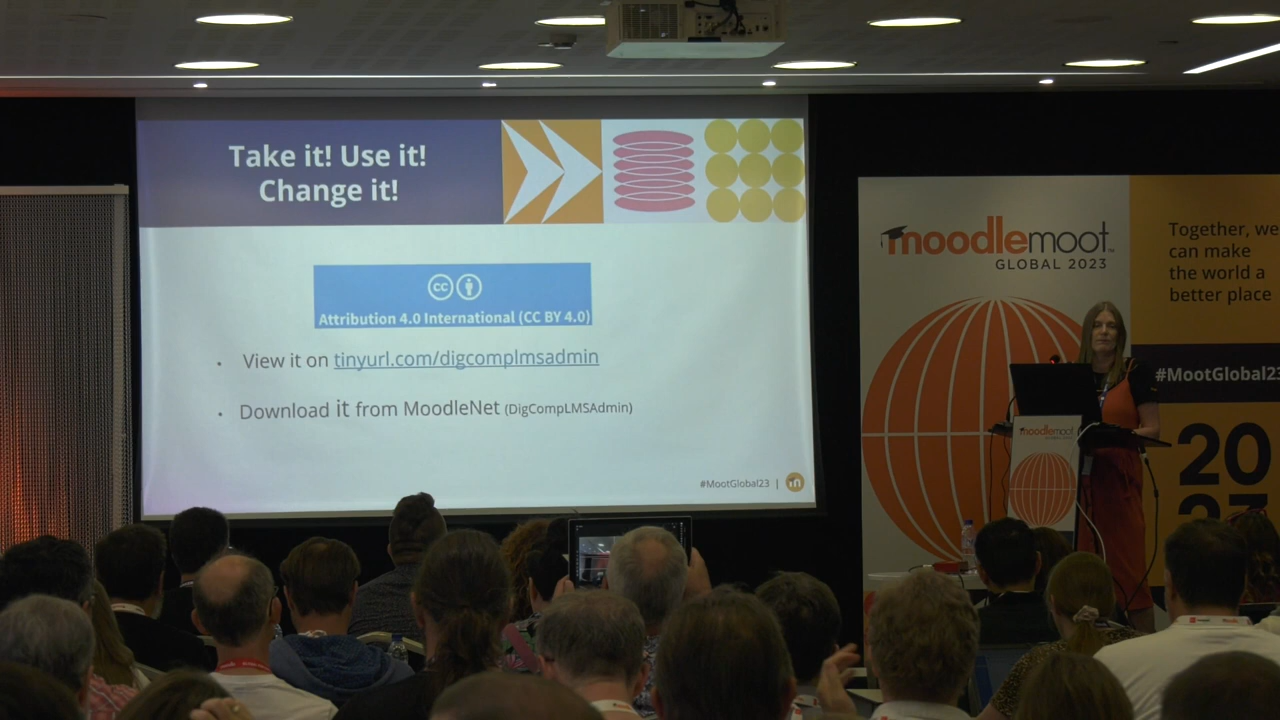 Take it! Use it!
Change it!
Attribution 4.0 International (CC BY 4.0)
• View it on tinyurl.com/digcomplmsadmin
• Download it from MoodleNet (DigCompLMSAdmin)
#MootGlobal23 |
moodlemoot™
GLOBAL 2023
Together, we
can make
the world a
better place
#MootGlobal23
20
23
moodlemoot